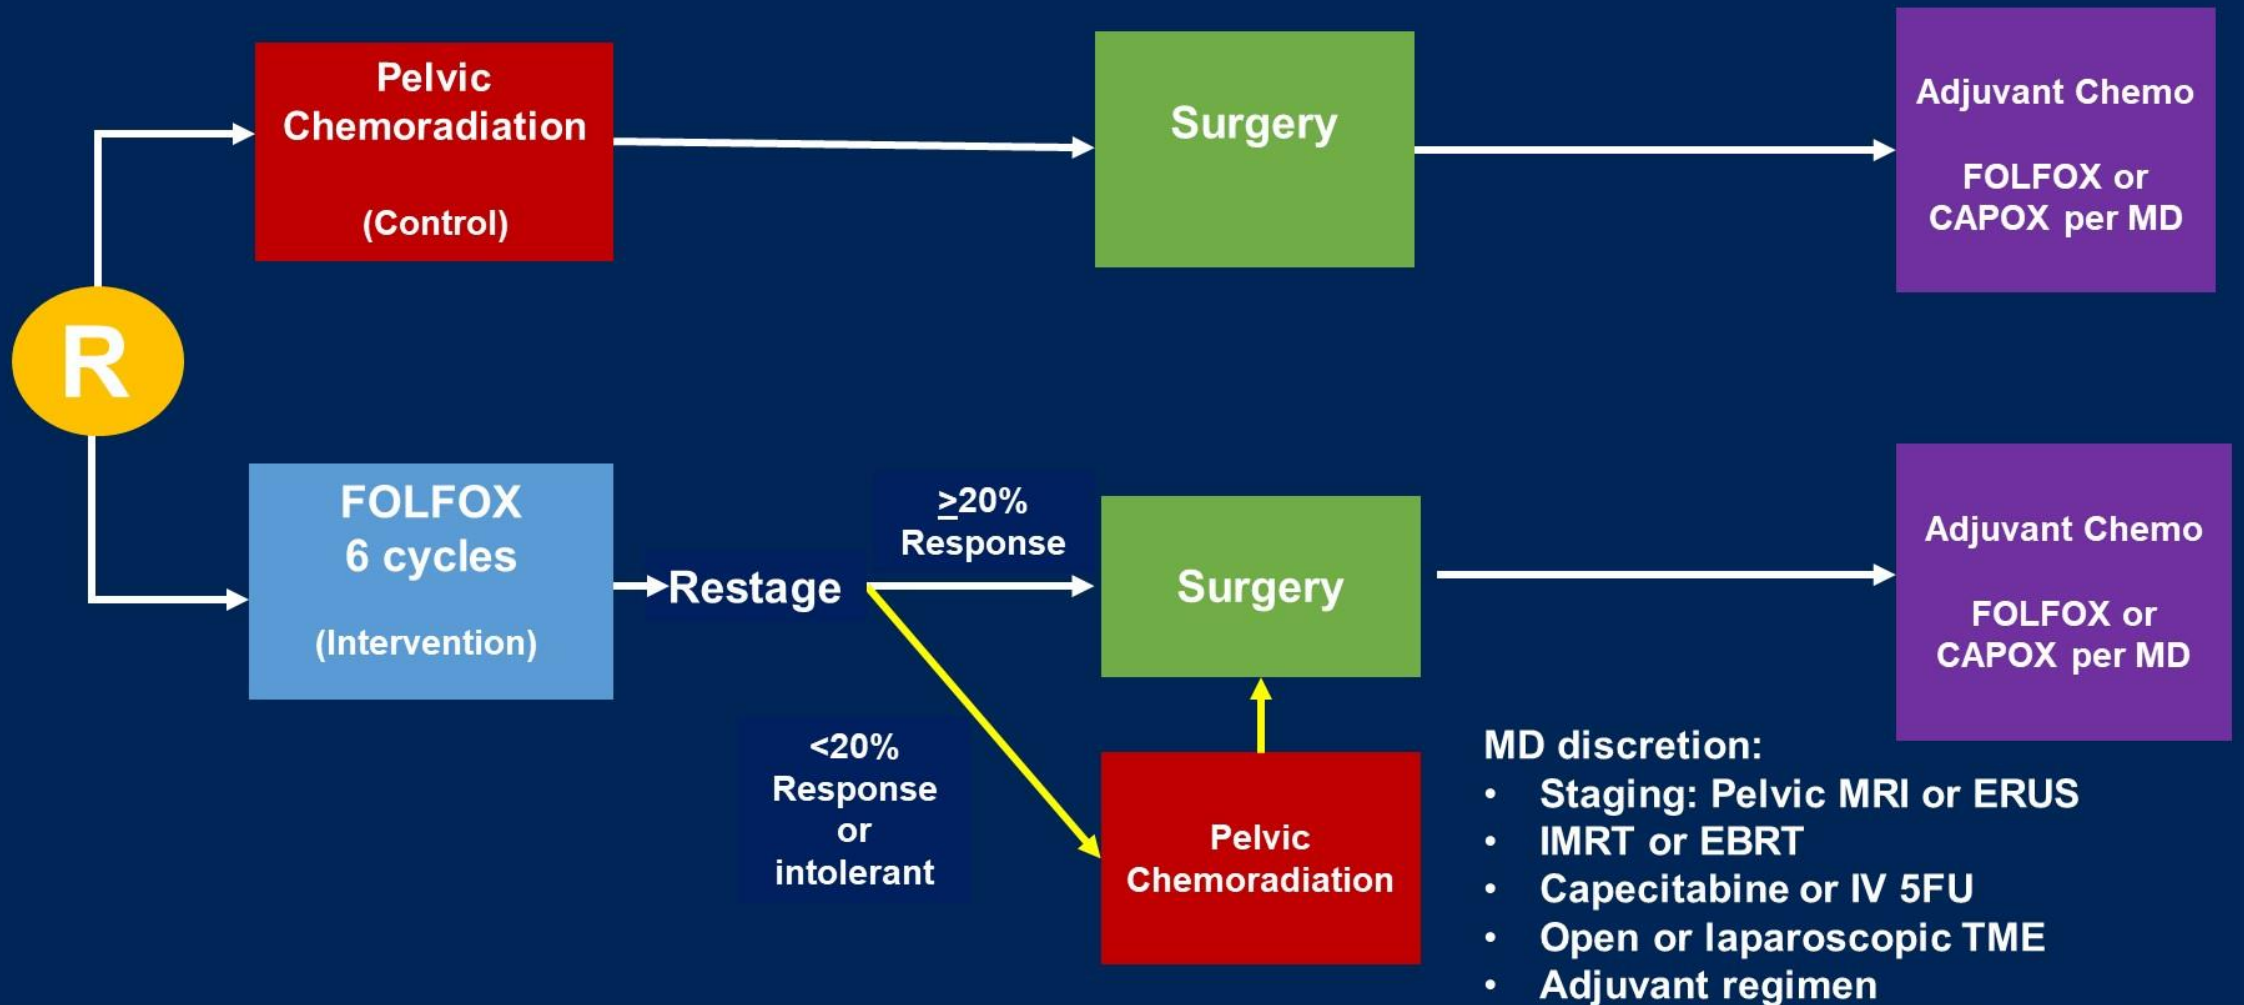 Pelvic
Chemoradiation
(Control)
Surgery
Adjuvant Chemo
FOLFOX or
CAPOX per MD
R
FOLFOX
6 cycles
(Intervention)
Restage
≥20%
Response
<20%
Response
or
intolerant
Surgery
Pelvic
Chemoradiation
Adjuvant Chemo
FOLFOX or
CAPOX per MD
MD discretion:
• Staging: Pelvic MRI or ERUS
• IMRT or EBRT
• Capecitabine or IV 5FU
• Open or laparoscopic TME
• Adjuvant regimen